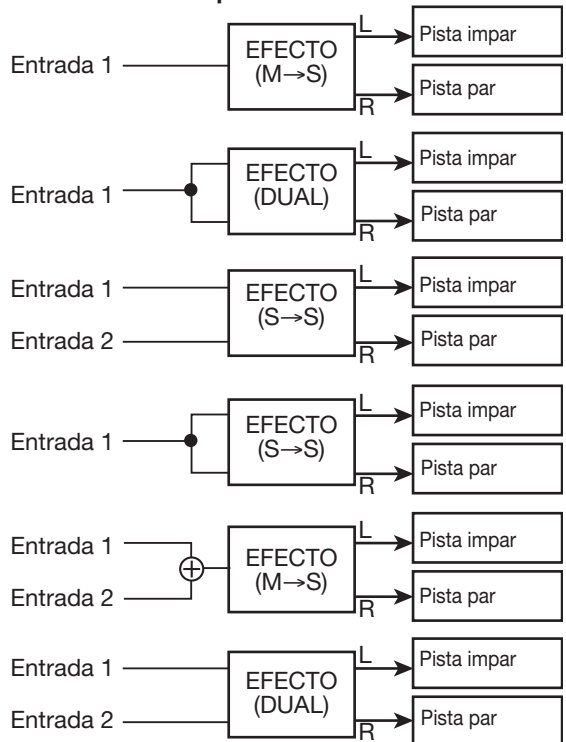 L
Pista impar
Entrada 1
EFECTO
(M→S)
Pista par
R
L
Pista impar
Entrada 1
EFECTO
(DUAL)
Pista par
R
Entrada 1
L
Pista impar
EFECTO
(S→S)
Entrada 2
Pista par
R
L
Pista impar
Entrada 1
EFECTO
(S→S)
Pista par
R
Entrada 1
L
Pista impar
EFECTO
(M→S)
Entrada 2
Pista par
R
Entrada 1
L
Pista impar
EFECTO
(DUAL)
Entrada 2
Pista par
R